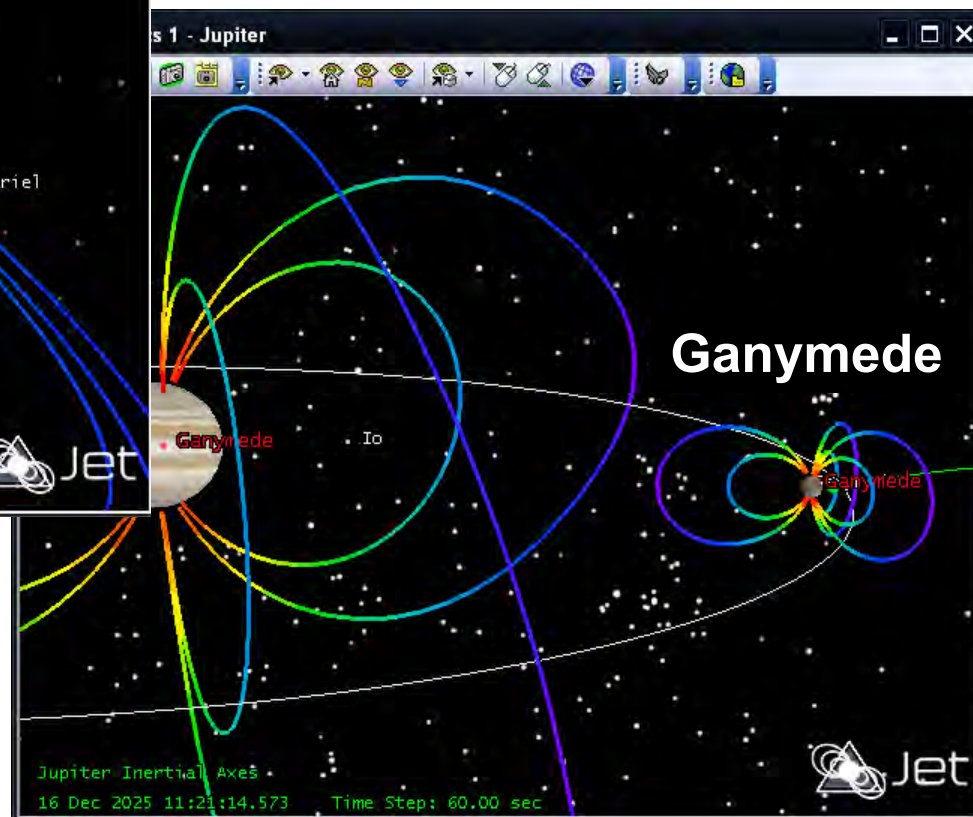 s 1 - Jupiter
riel
Ganymede
Ganymede
Io
Ganymede
Jet
Jupiter Inertial Axes
16 Dec 2025 11:21:14.573 Time Step: 60.00 sec
Jet